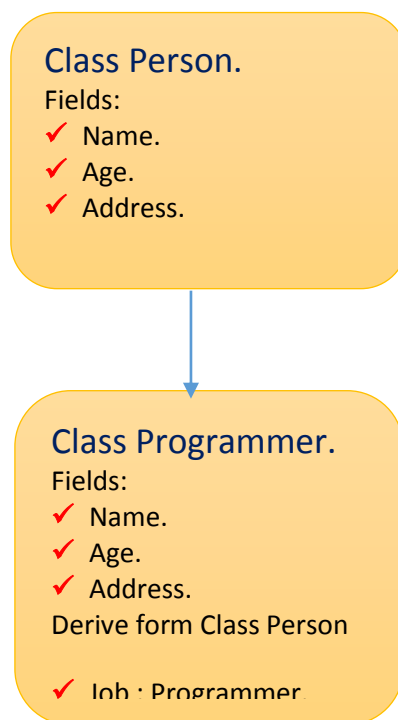 Class Person.
Fields:
✓ Name.
✓ Age.
✓ Address.
Class Programmer.
Fields:
✓ Name.
✓ Age.
✓ Address.
Derive form Class Person
✓ Job : Programmer.